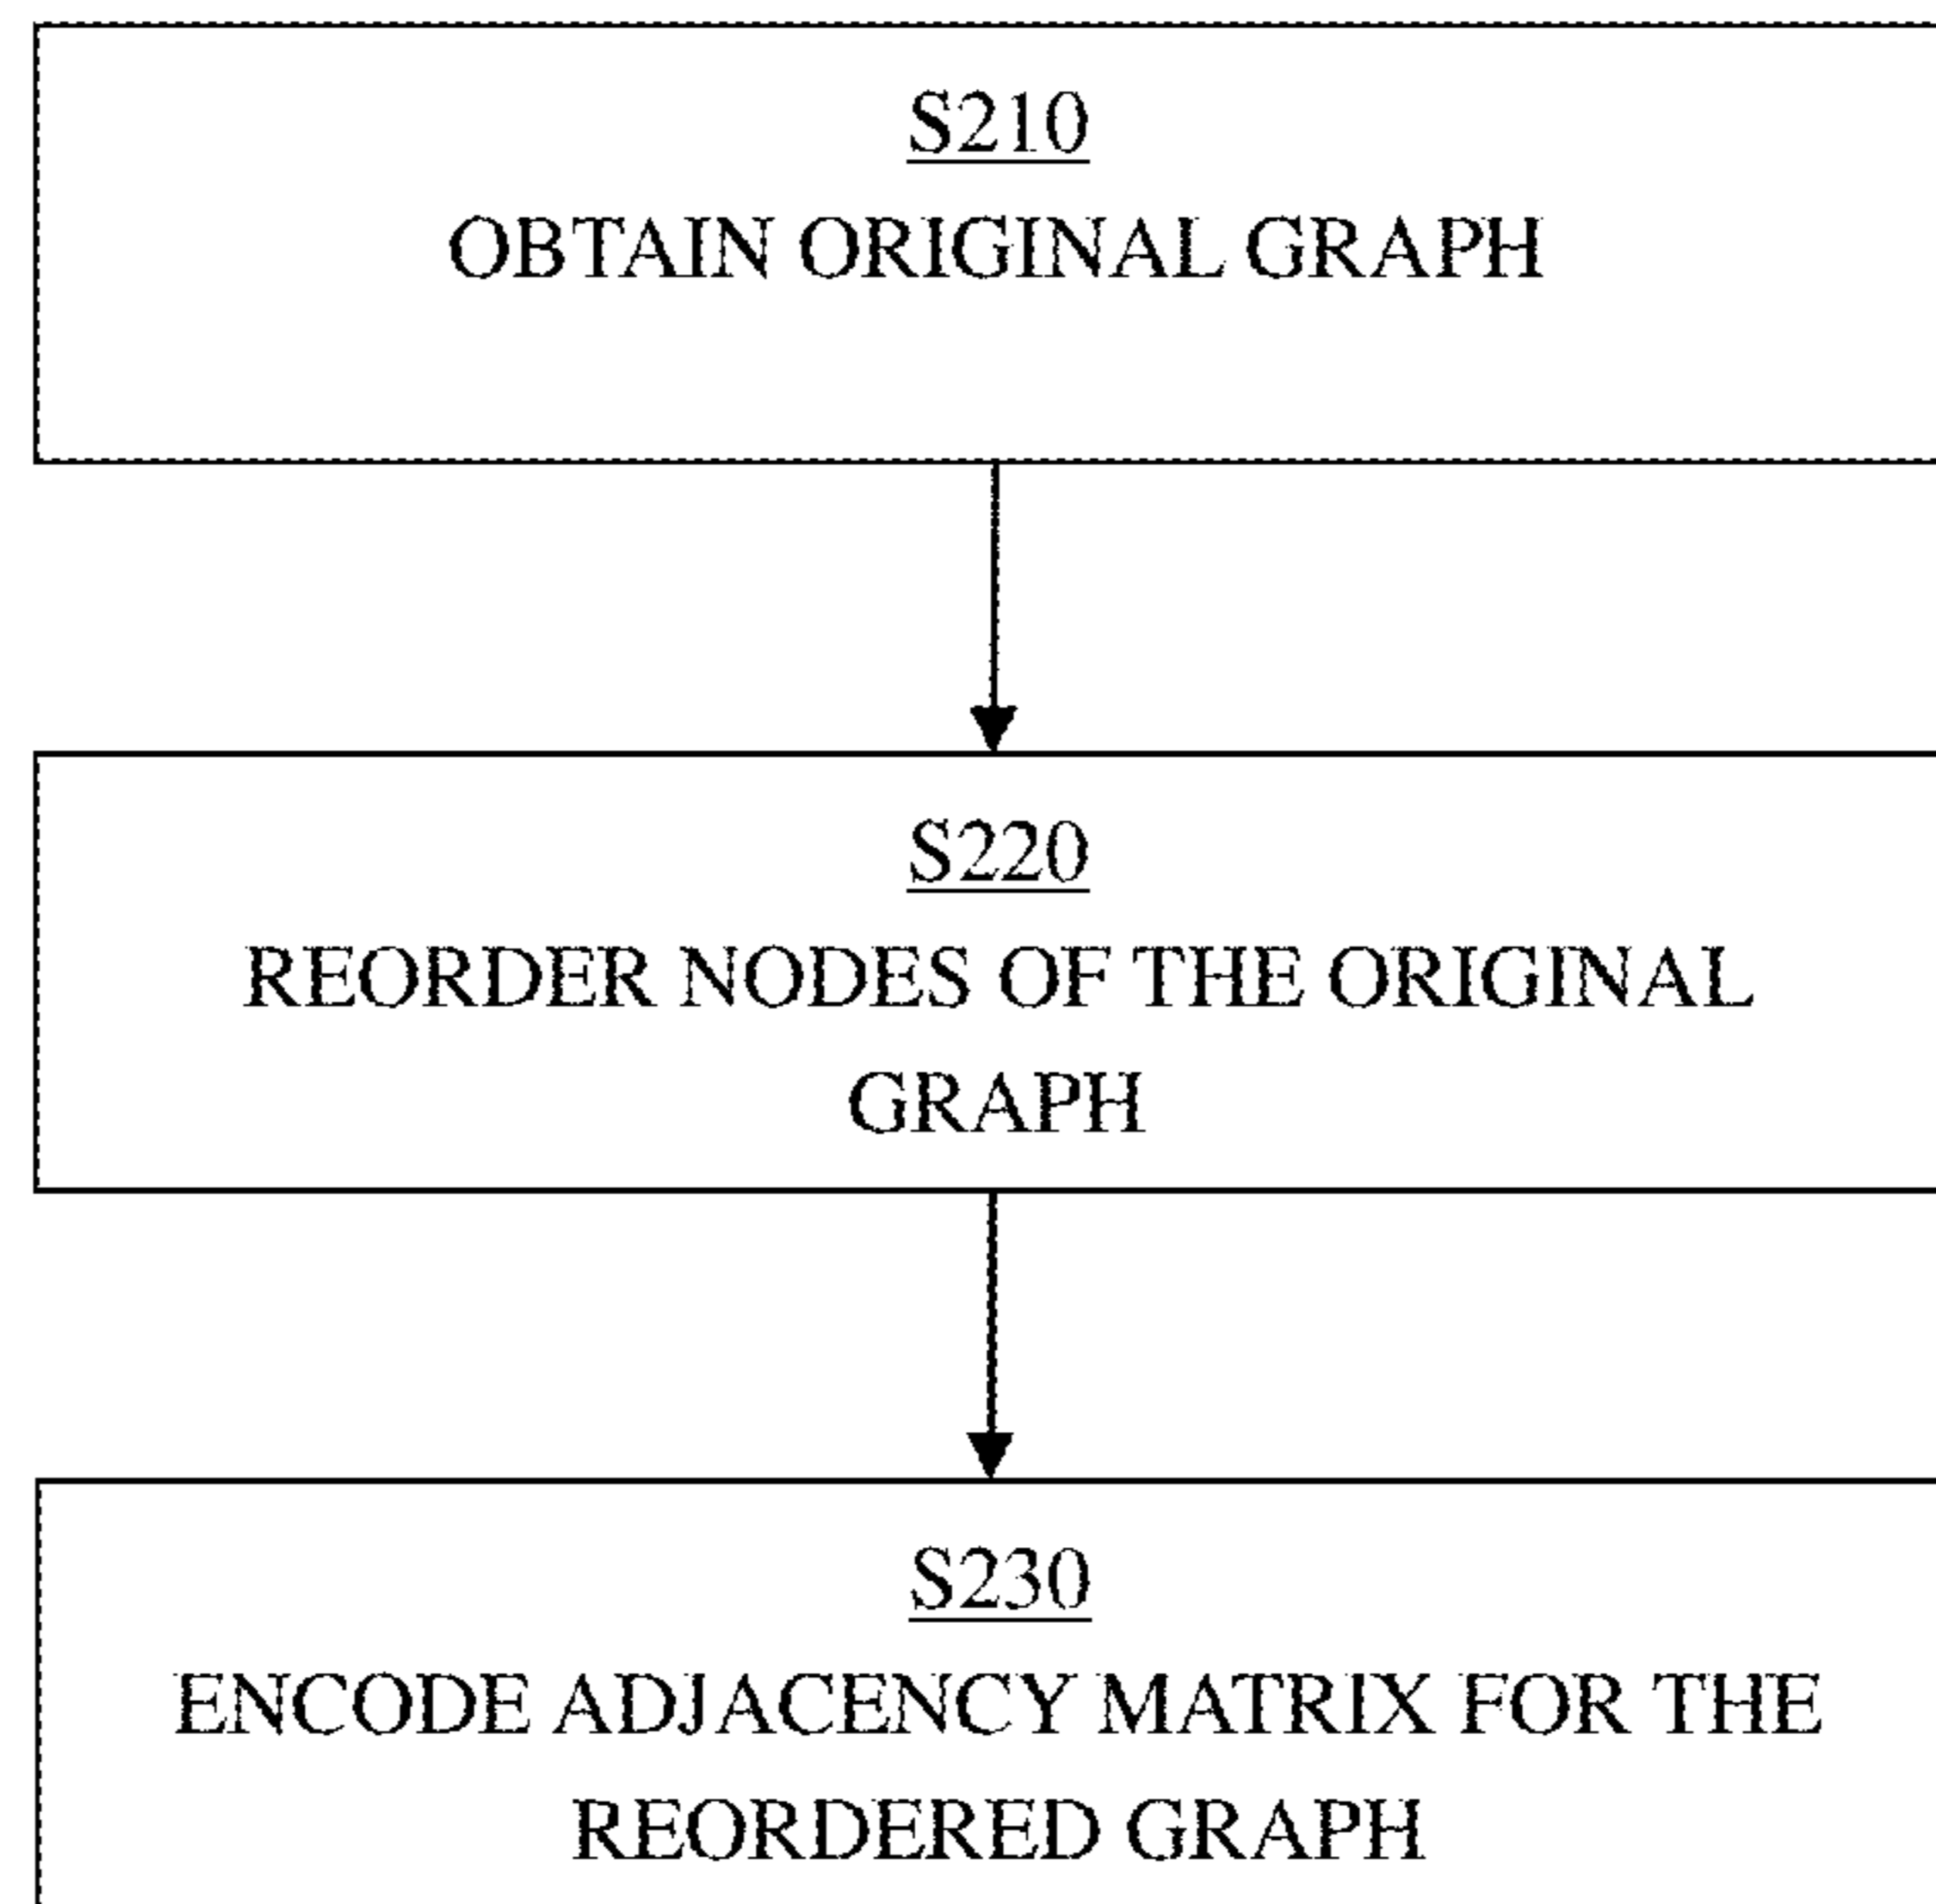 S210
OBTAIN ORIGINAL GRAPH
S220
REORDER NODES OF THE ORIGINAL
GRAPH
S230
ENCODE ADJACENCY MATRIX FOR THE
REORDERED GRAPH